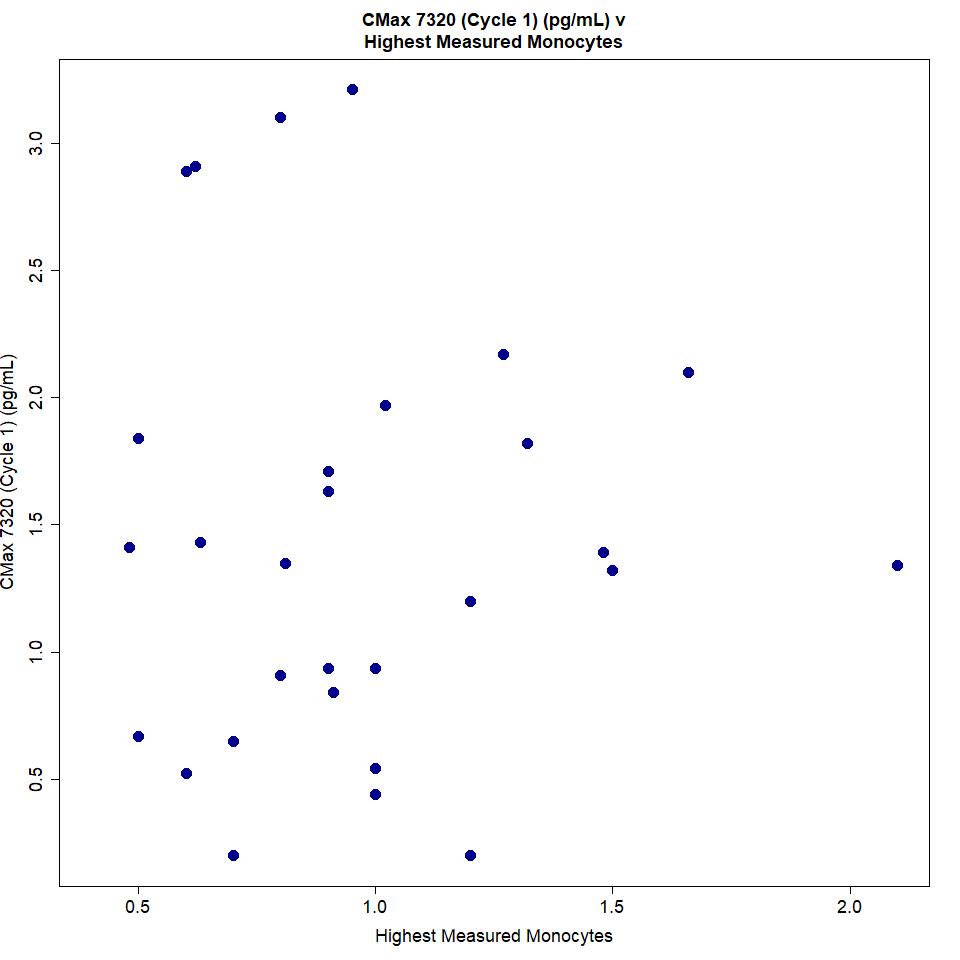 CMax 7320 (Cycle 1) (pg/mL) v
Highest Measured Monocytes
CMax 7320 (Cycle 1) (pg/mL)
3.0
2.5
2.0
1.5
1.0
0.5
0.5 1.0 1.5 2.0
Highest Measured Monocytes